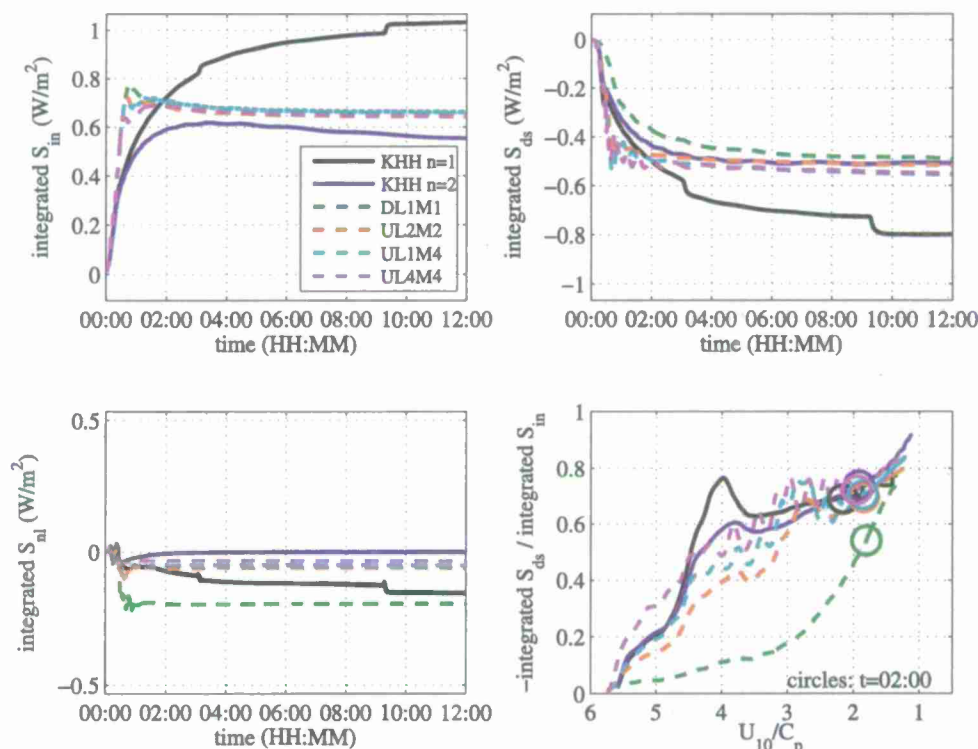 integrated S_in (W/m²)
1
0.8
0.6
0.4
0.2
0
KHH n=1
KHH n=2
DL1M1
UL2M2
UL1M4
UL4M4
00:00 02:00 04:00 06:00 08:00 10:00 12:00
time (HH:MM)
integrated S_ds (W/m²)
0
−0.2
−0.4
−0.6
−0.8
−1
00:00 02:00 04:00 06:00 08:00 10:00 12:00
time (HH:MM)
integrated S_nl (W/m²)
0.5
0
−0.5
00:00 02:00 04:00 06:00 08:00 10:00 12:00
time (HH:MM)
−integrated S_ds / integrated S_in
1
0.8
0.6
0.4
0.2
0
circles: t=02:00
6 5 4 3 2 1
U_10/C_p